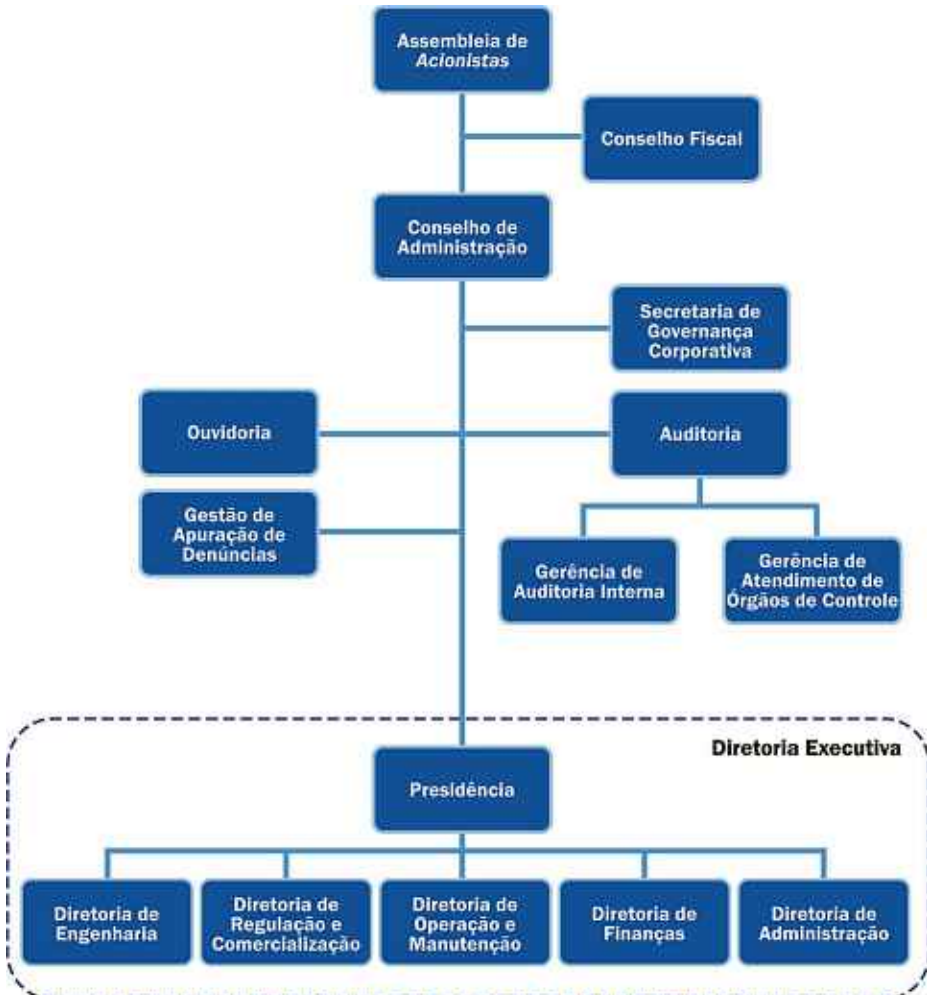 Assembleia de
Acionistas
Conselho Fiscal
Conselho de
Administração
Secretaria de
Governança
Corporativa
Ouvidoria
Auditoria
Gestão de
Apuração de
Denúncias
Gerência de
Auditoria Interna
Gerência de
Atendimento de
Órgãos de Controle
Diretoria Executiva
Presidência
Diretoria de
Engenharia
Diretoria de
Regulação e
Comercialização
Diretoria de
Operação e
Manutenção
Diretoria de
Finanças
Diretoria de
Administração